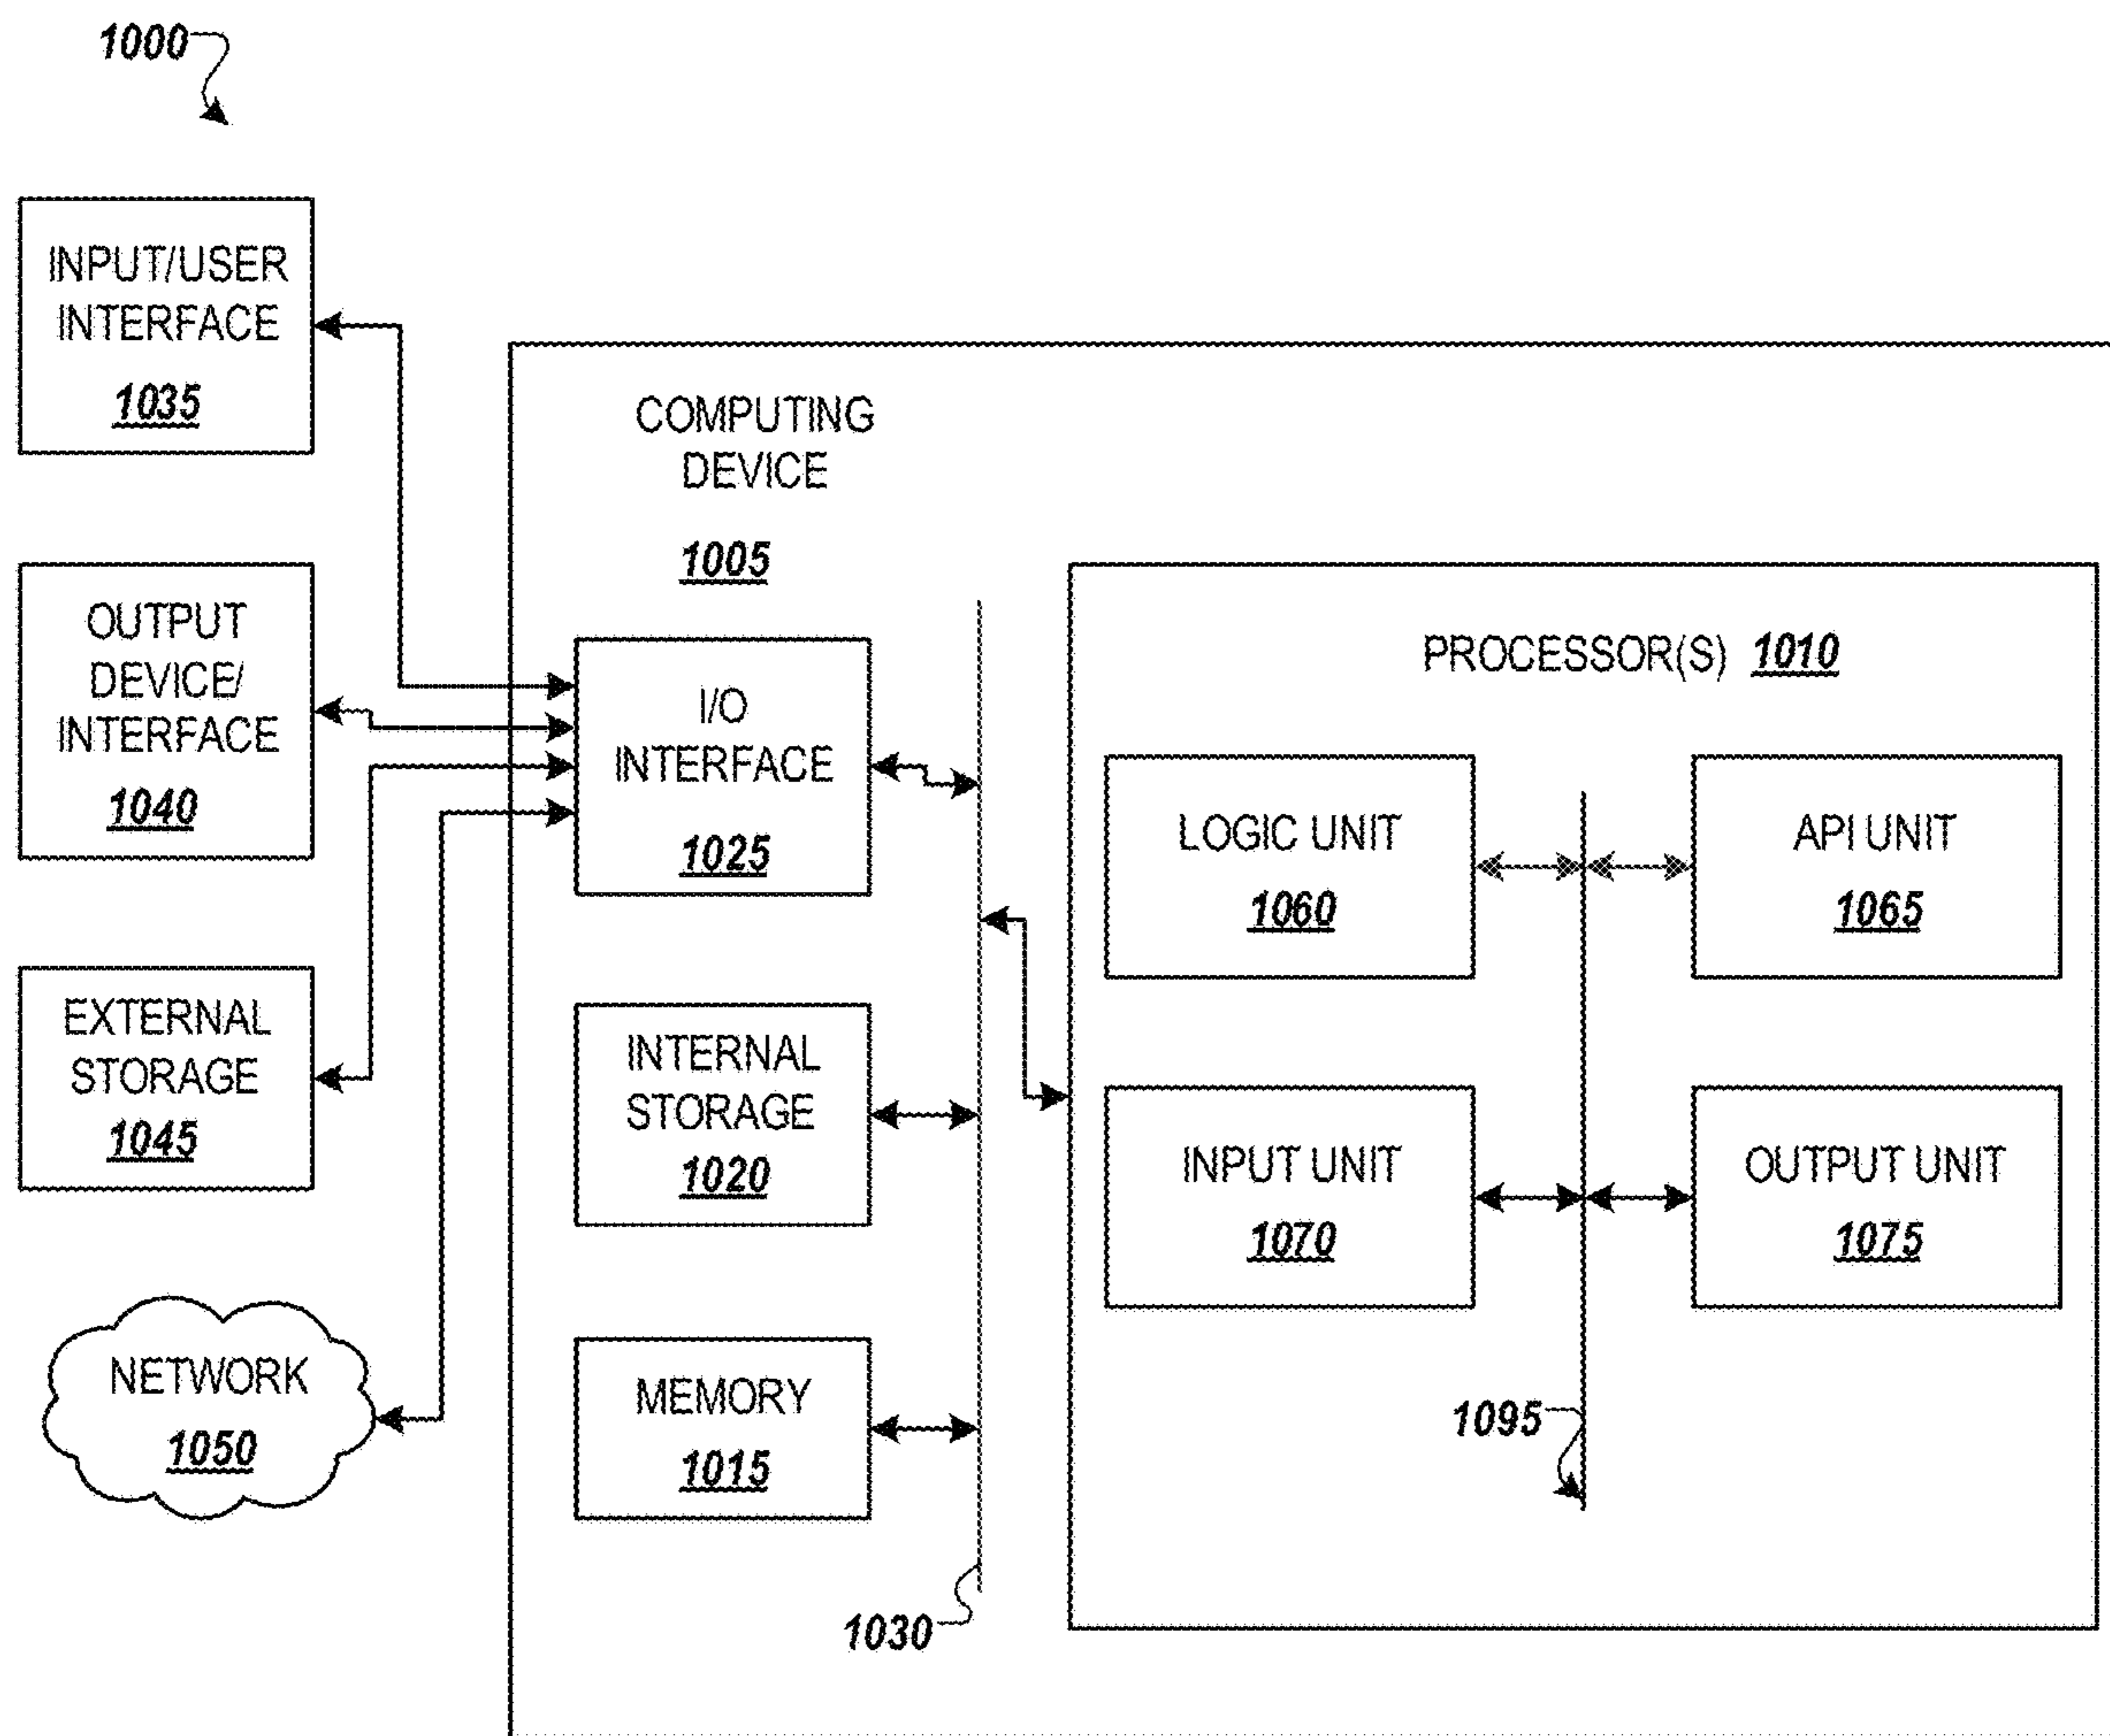 1000
INPUT/USER
INTERFACE
1035
OUTPUT
DEVICE/
INTERFACE
1040
EXTERNAL
STORAGE
1045
NETWORK
1050
COMPUTING
DEVICE
1005
I/O
INTERFACE
1025
INTERNAL
STORAGE
1020
MEMORY
1015
1030
PROCESSOR(S) 1010
LOGIC UNIT
1060
API UNIT
1065
INPUT UNIT
1070
OUTPUT UNIT
1075
1095